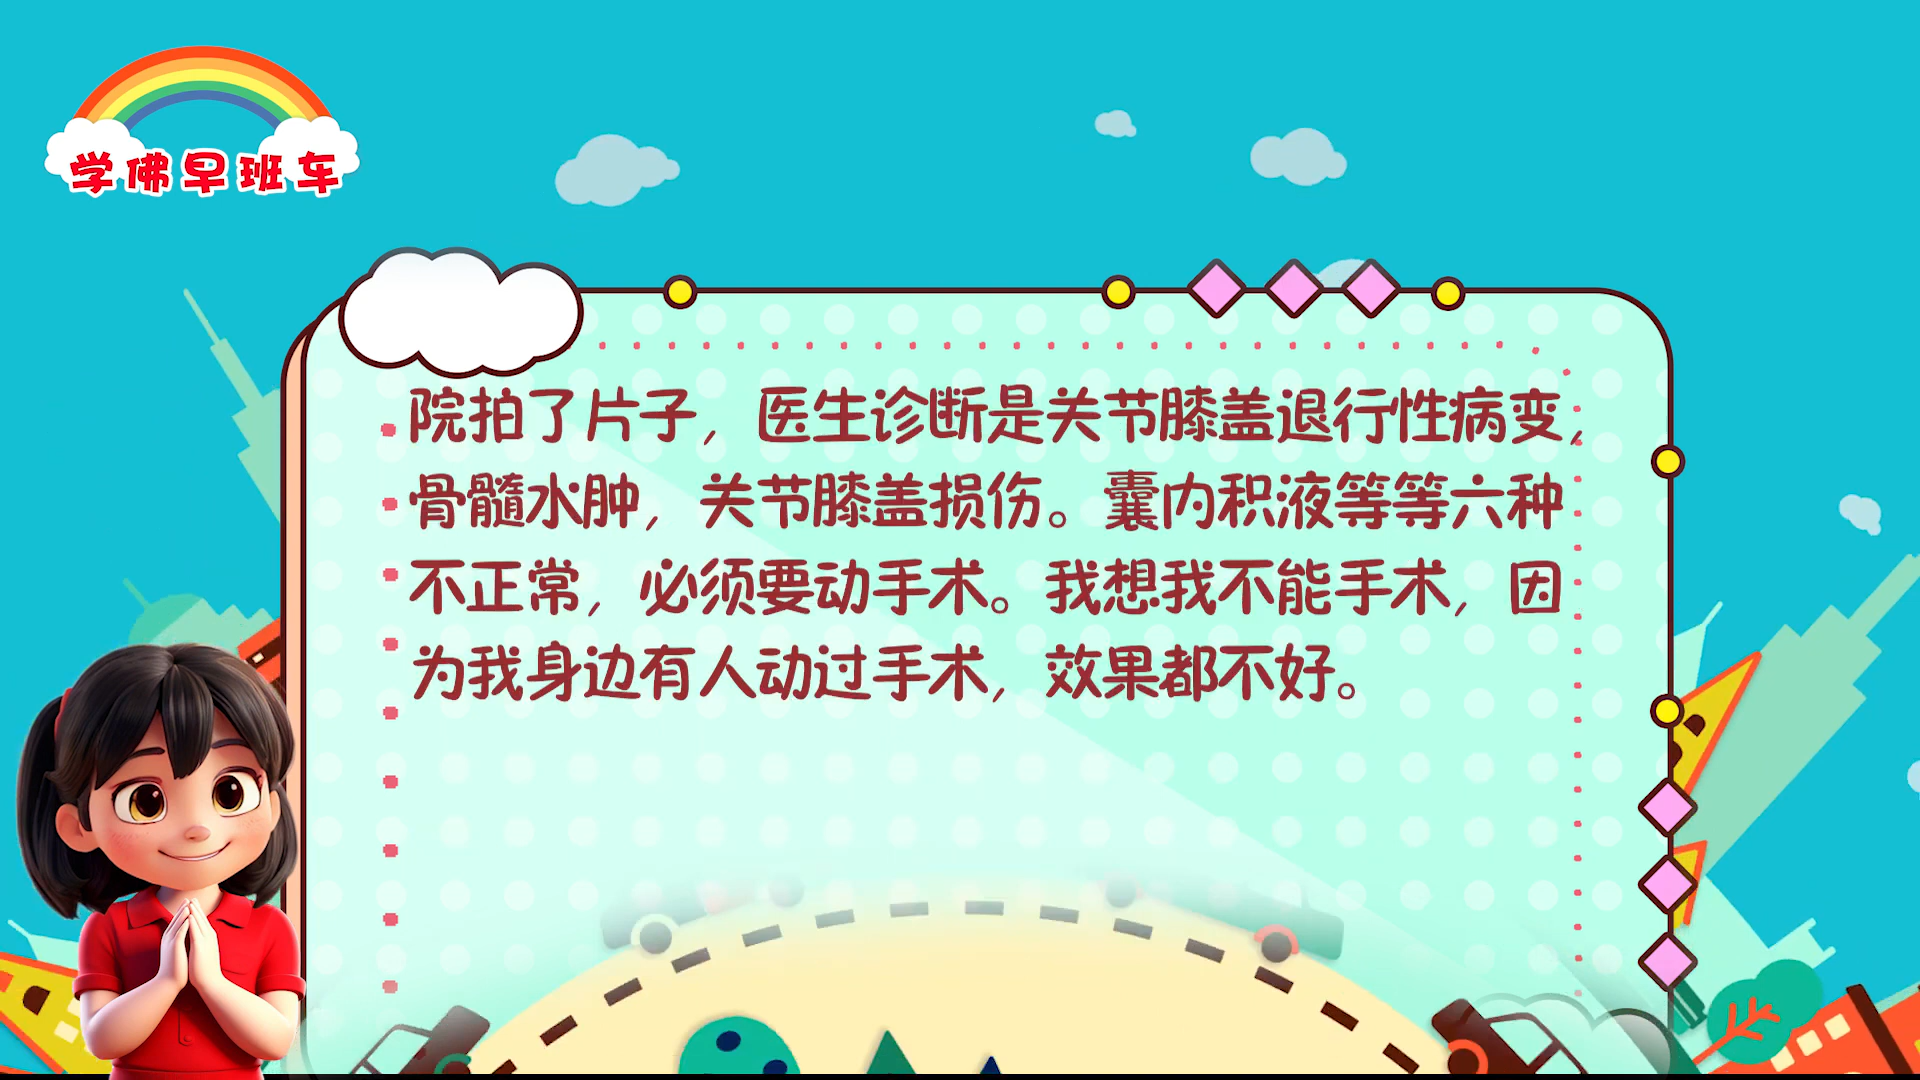 学佛早班车
院拍了片子，医生诊断是关节膝盖退行性病变，
骨髓水肿，关节膝盖损伤。囊内积液等等六种
不正常，必须要动手术。我想我不能手术，因
为我身边有人动过手术，效果都不好。